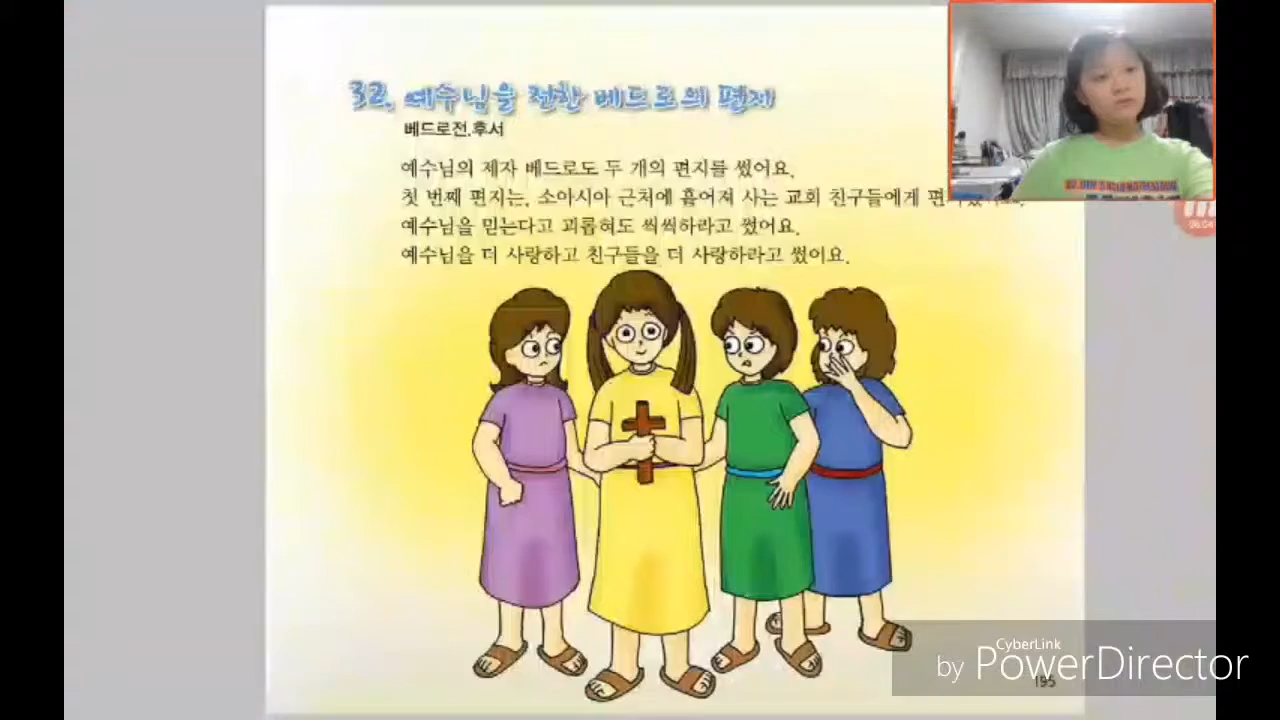 32. 예수님을 전한 베드로의 편지
베드로전.후서
예수님의 제자 베드로도 두 개의 편지를 썼어요.
첫 번째 편지는, 소아시아 근처에 흩어져 사는 교회 친구들에게
예수님을 믿는다고 괴롭혀도 씩씩하라고 썼어요.
예수님을 더 사랑하고 친구들을 더 사랑하라고 썼어요.
CyberLink
by PowerDirector
195